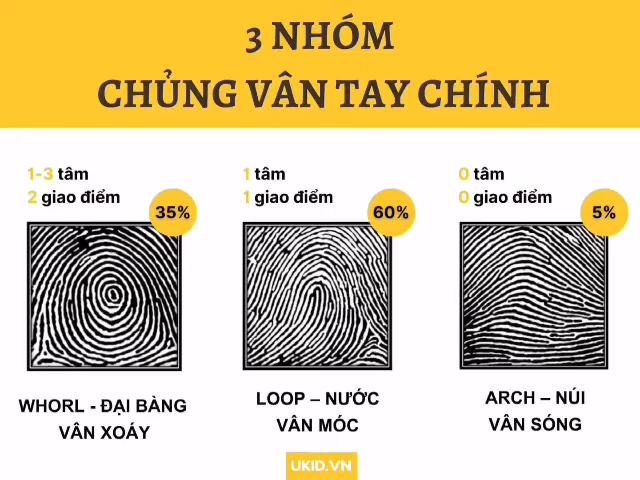 3 NHÓM
CHỦNG VÂN TAY CHÍNH
1-3 tâm
2 giao điểm
35%
1 tâm
1 giao điểm
60%
0 tâm
0 giao điểm
5%
WHORL - ĐẠI BÀNG
VÂN XOÁY
LOOP – NƯỚC
VÂN MÓC
ARCH – NÚI
VÂN SÓNG
UKID.VN